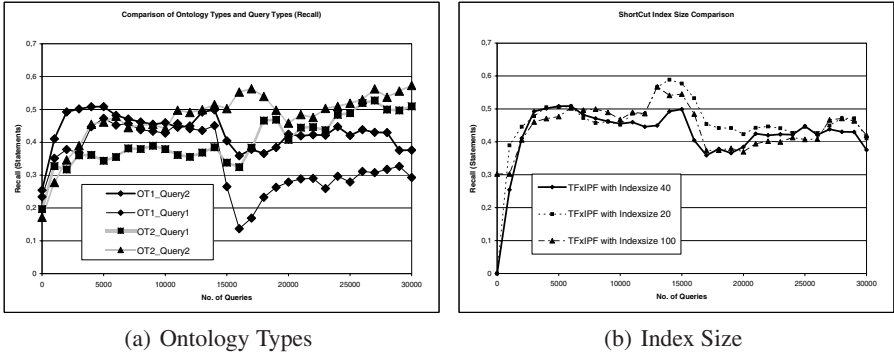 Comparison of Ontology Types and Query Types (Recall)
0,7
0,6
0,5
0,4
0,3
0,2
0,1
0
Recall (Statements)
OT1_Query2
OT1_Query1
OT2_Query1
OT2_Query2
0 5000 10000 15000 20000 25000 30000
No. of Queries
(a) Ontology Types
ShortCut Index Size Comparison
0,7
0,6
0,5
0,4
0,3
0,2
0,1
0
Recall (Statements)
TFxIPF with Indexsize 40
TFxIPF with Indexsize 20
TFxIPF with Indexsize 100
0 5000 10000 15000 20000 25000 30000
No. of Queries
(b) Index Size